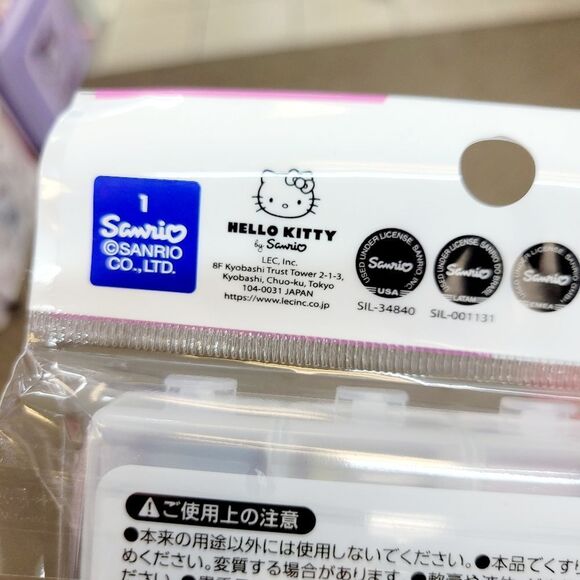 1
Sanrio
©SANRIO
CO., LTD.
HELLO KITTY
by Sanrio
LEC, Inc.
8F Kyobashi Trust Tower 2-1-3,
Kyobashi, Chuo-ku, Tokyo
104-0031 JAPAN
https://www.lecinc.co.jp
USED UNDER LICENSE SANRIO INC
Sanrio
USA
SIL-34840
USED UNDER LICENSE SANRIO DO BRASIL
Sanrio
LATAM
SIL-001131
USED UNDER LICENSE SANRIO
EMEA
ご使用上の注意
●本来の用途以外には使用しないでください。●本品でくす
めください。変質する場合があります。